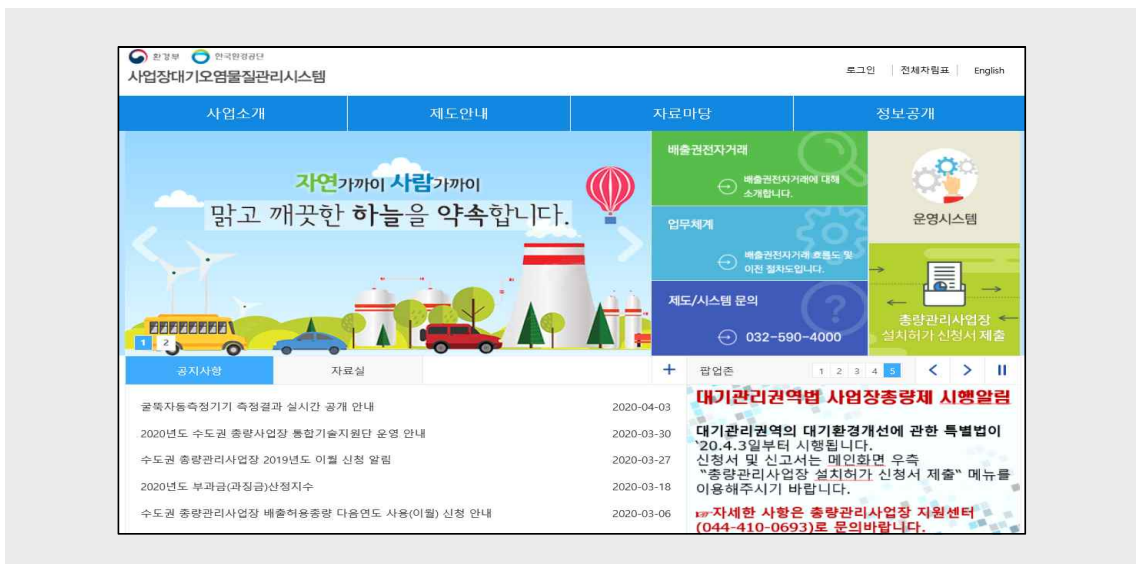 환경부 한국환경공단
사업장대기오염물질관리시스템
로그인 전체자림표 English
사업소개 제도안내 자료마당 정보공개
자연가까이 사람가까이
맑고 깨끗한 하늘을 약속합니다.
1 2
배출권전자거래
배출권전자거래에 대해
소개합니다.
업무체계
배출권전자거래 흐름도 및
이전 절차도입니다.
제도/시스템 문의
032-590-4000
운영시스템
총량관리사업장
설치허가 신청서 제출
공지사항 자료실 +
굴뚝자동측정기기 측정결과 실시간 공개 안내 2020-04-03
2020년도 수도권 총량사업장 통합기술지원단 운영 안내 2020-03-30
수도권 총량관리사업장 2019년도 이월 신청 알림 2020-03-27
2020년도 부과금(과징금)산정지수 2020-03-18
수도권 총량관리사업장 배출허용총량 다음연도 사용(이월) 신청 안내 2020-03-06
팝업존 1 2 3 4 5
대기관리권역법 사업장총량제 시행알림
대기관리권역의 대기환경개선에 관한 특별법이
`20.4.3일부터 시행됩니다.
신청서 및 신고서는 메인화면 우측
“총량관리사업장 설치허가 신청서 제출“ 메뉴를
이용해주시기 바랍니다.
☞자세한 사항은 총량관리사업장 지원센터
(044-410-0693)로 문의바랍니다.